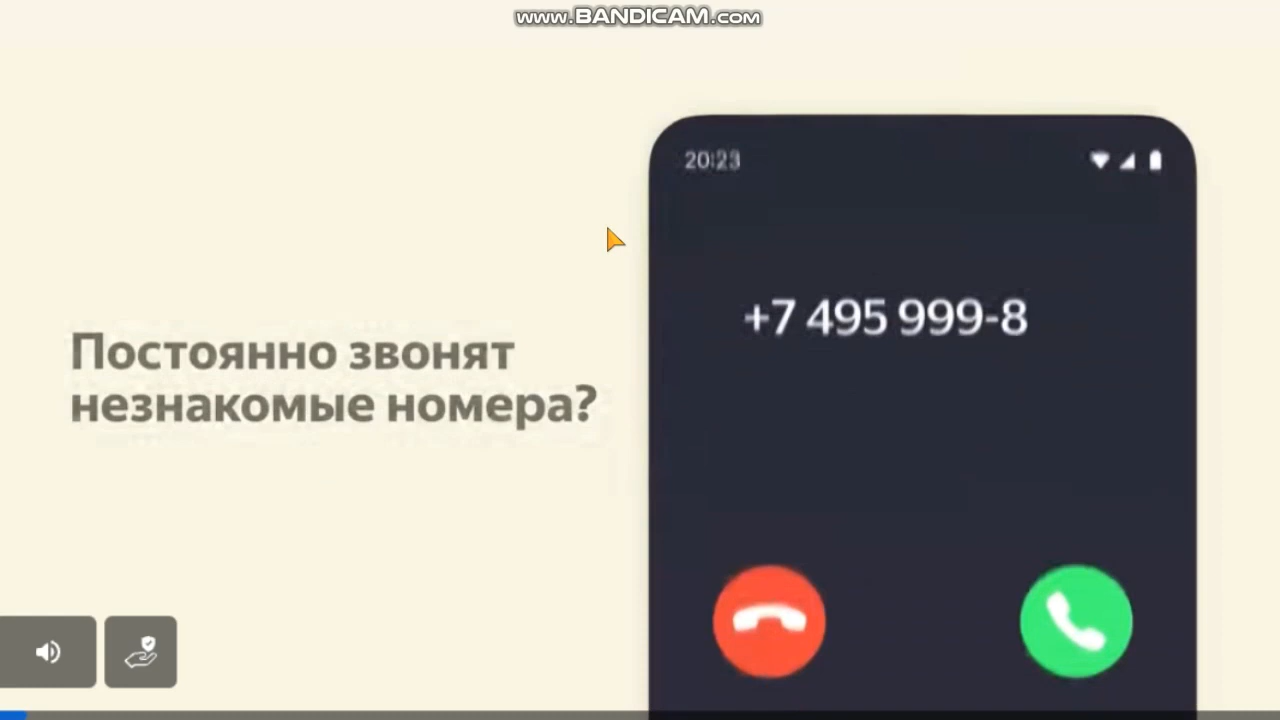 www.BANDICAM.com
20:23
+7 495 999-8
Постоянно звонят
незнакомые номера?